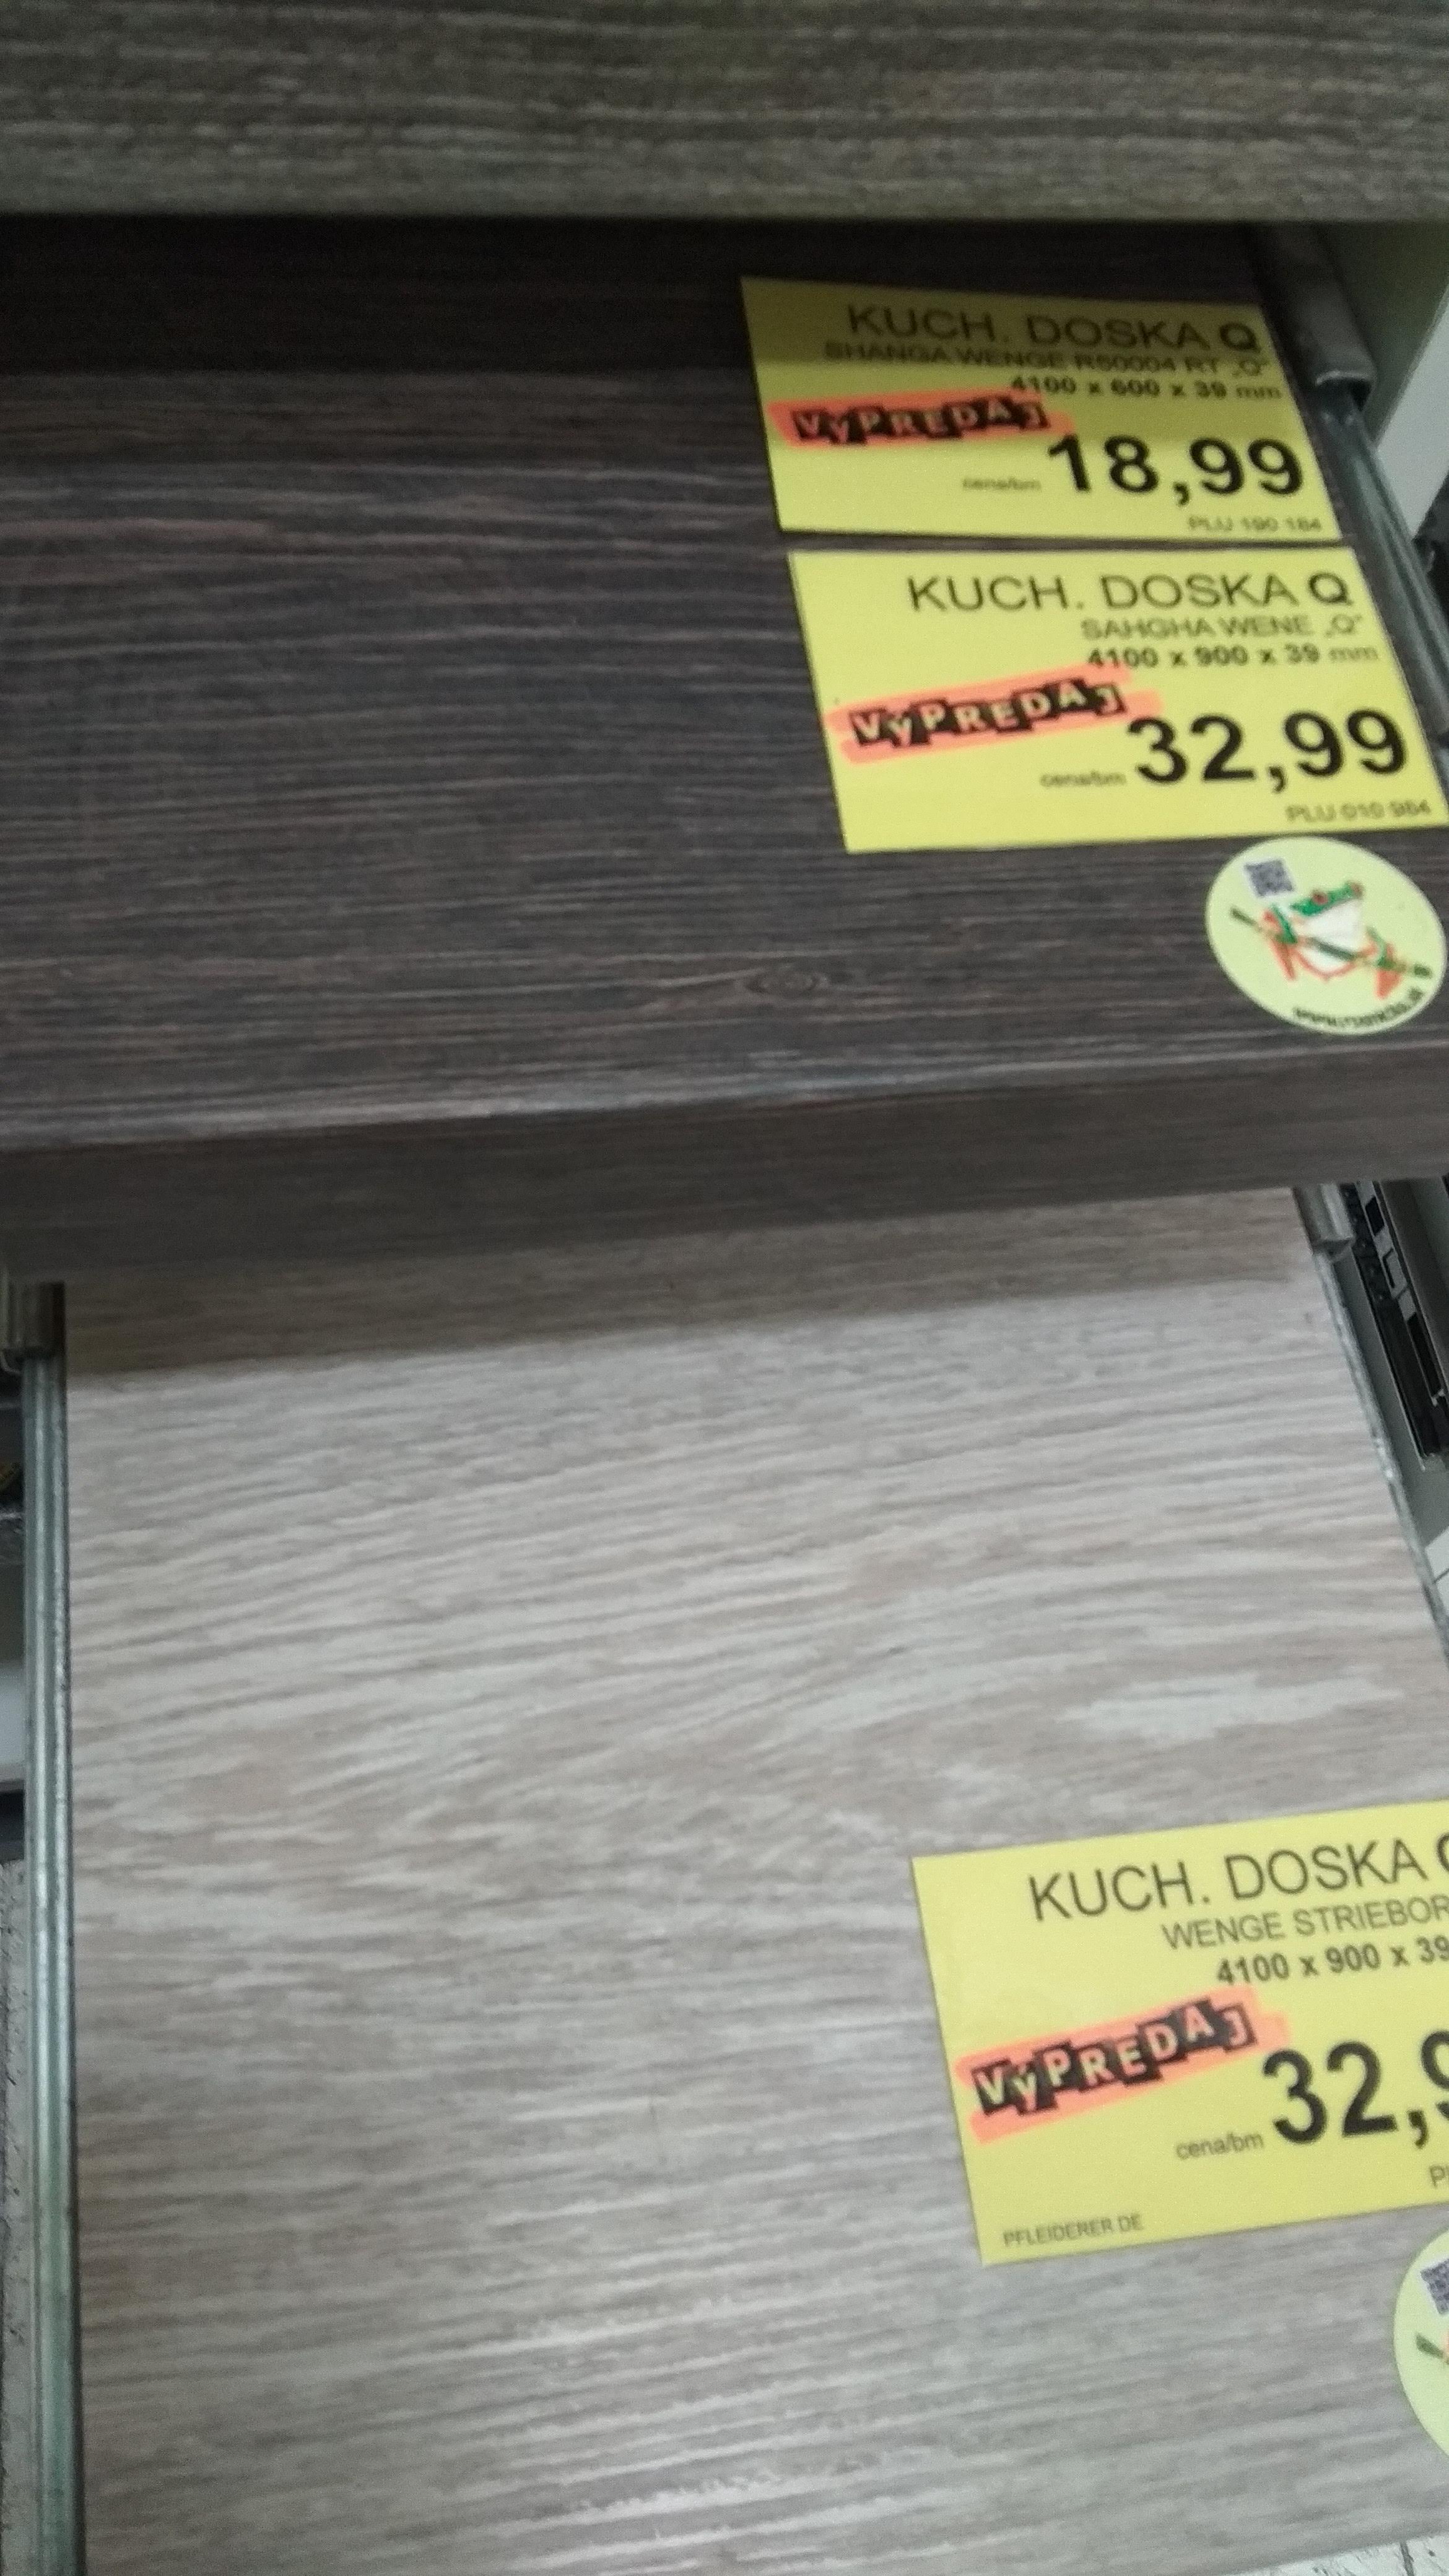 KUCH. DOSKA Q
SHANGA WENGE R50004 RT „Q“
4100 x 600 x 39 mm
VÝPREDAJ
cena/bm 18,99
PLU 190 184
KUCH. DOSKA Q
SAHGHA WENE „Q“
4100 x 900 x 39 mm
VÝPREDAJ
cena/bm 32,99
PLU 010 984
KUCH. DOSKA
WENGE STRIEBOR
4100 x 900 x 39
VÝPREDAJ
cena/bm 32,9
PFLEIDERER DE